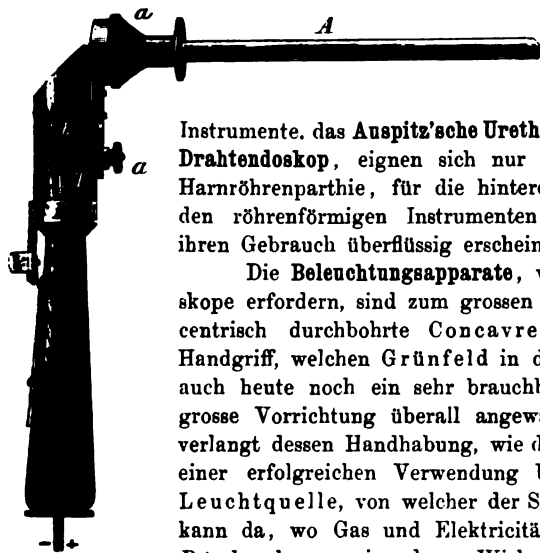 a
A
a
Instrumente. das Auspitz'sche Ureth
Drahtendoskop, eignen sich nur
Harnröhrenparthie, für die hintere
den röhrenförmigen Instrumenten
ihren Gebrauch überflüssig erschein
Die Beleuchtungsapparate, v
skope erfordern, sind zum grossen
centrisch durchbohrte Concavre
Handgriff, welchen Grünfeld in d
auch heute noch ein sehr brauchb
grosse Vorrichtung überall angew
verlangt dessen Handhabung, wie d
einer erfolgreichen Verwendung
Leuchtquelle, von welcher der S
kann da, wo Gas und Elektricitä
- +